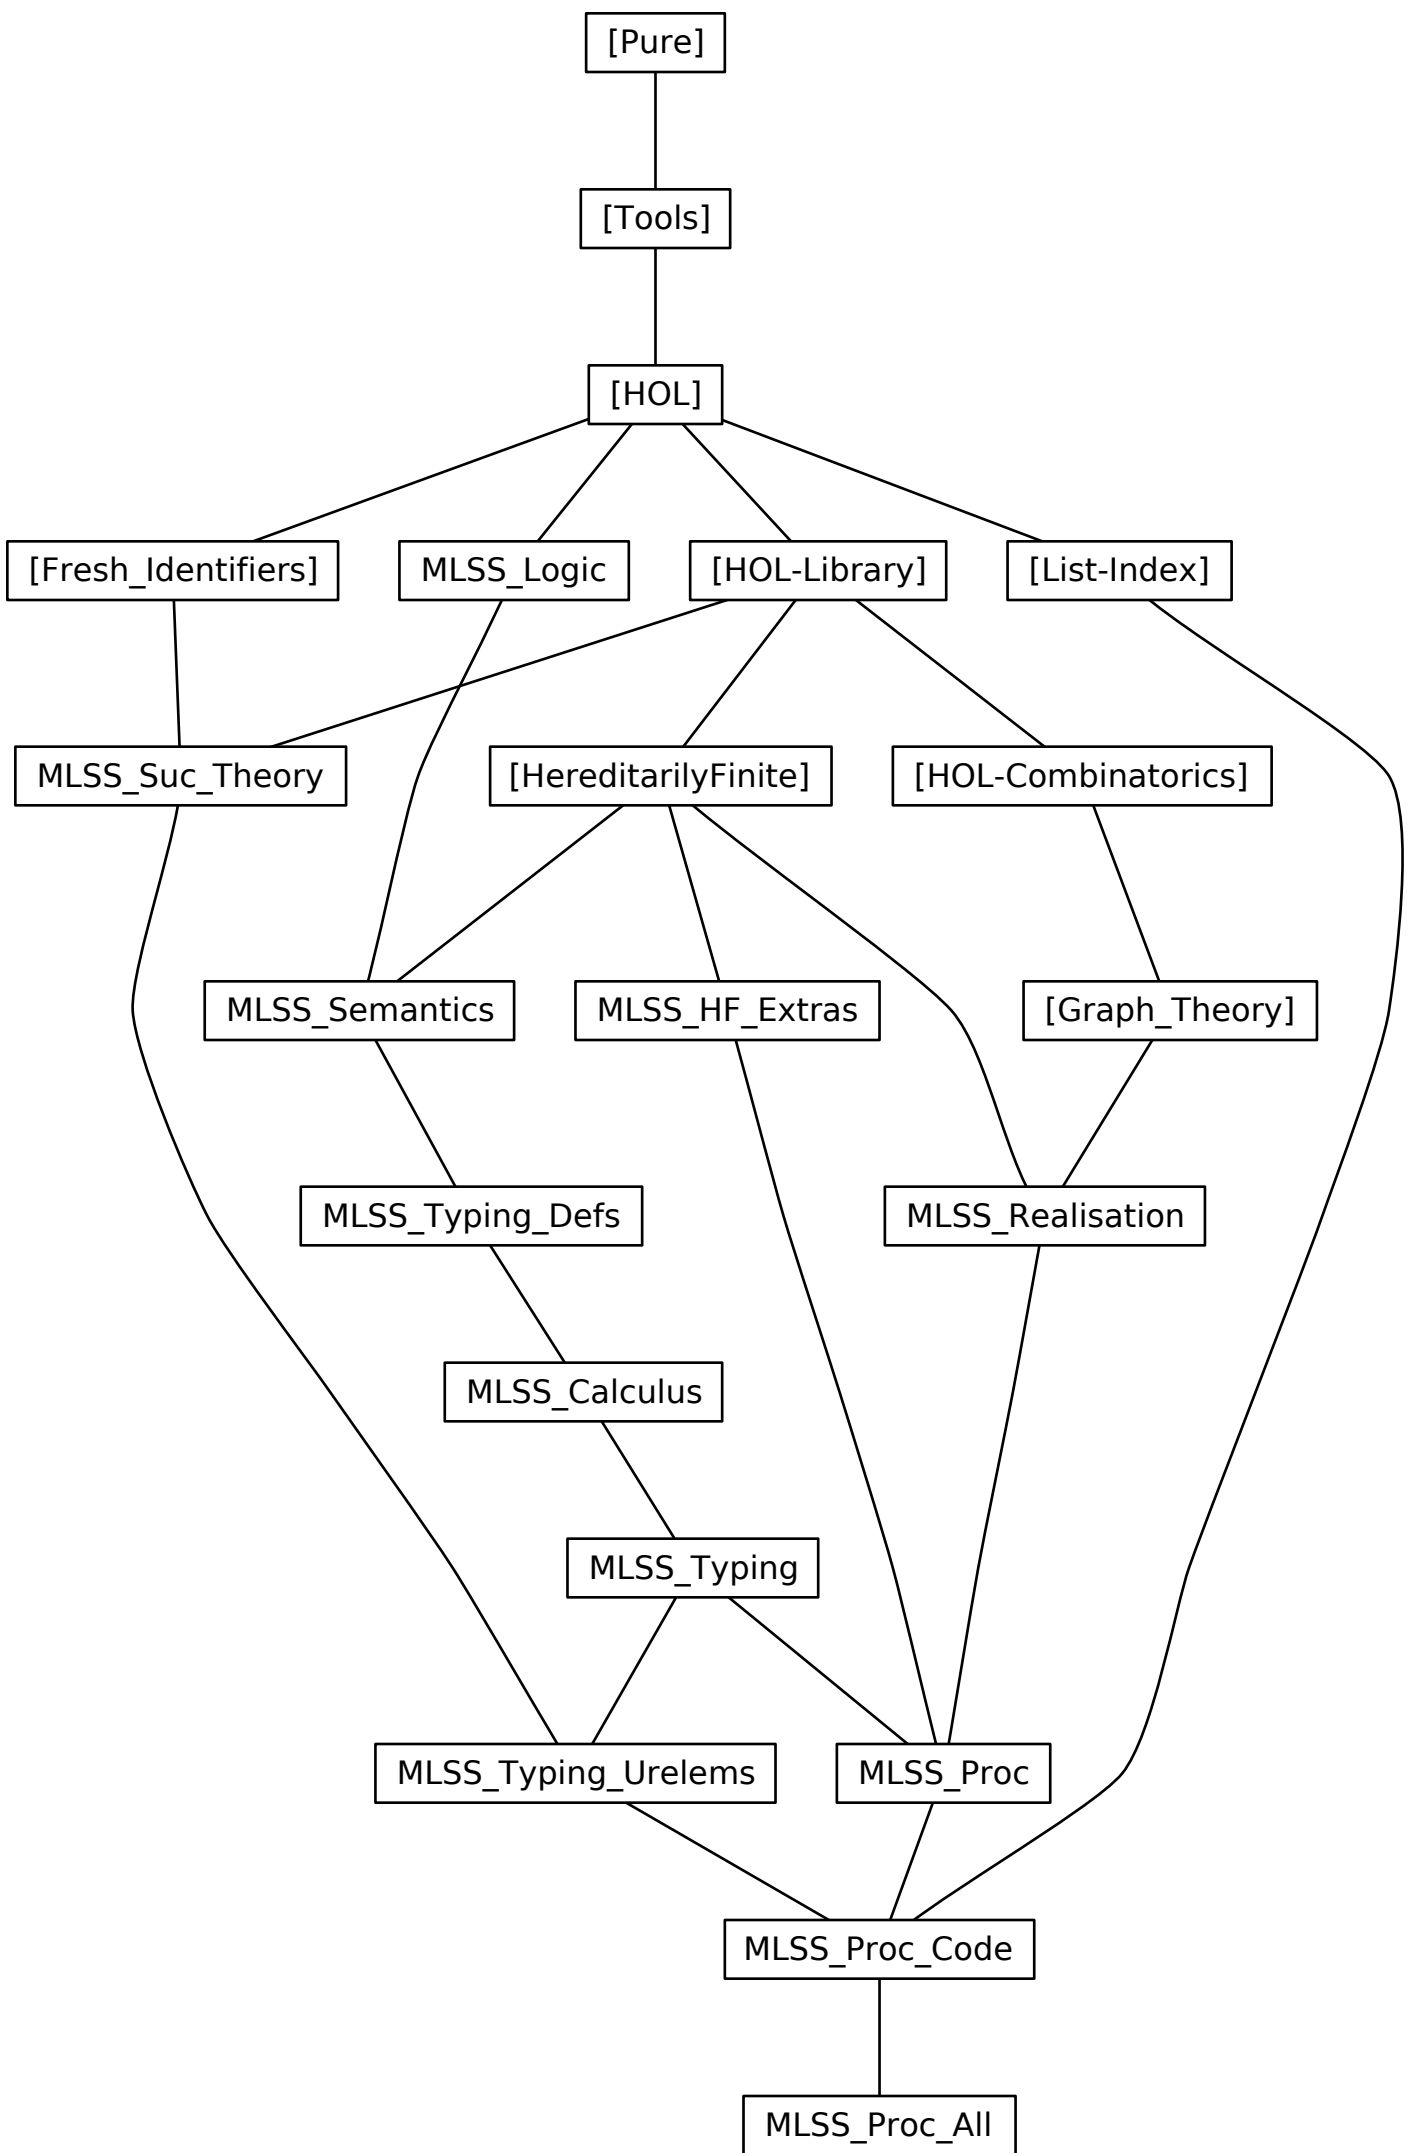 [Pure]
[Tools]
[HOL]
[Fresh_Identifiers]
MLSS_Logic
[HOL-Library]
[List-Index]
MLSS_Suc_Theory
[HereditarilyFinite]
[HOL-Combinatorics]
MLSS_Semantics
MLSS_HF_Extras
[Graph_Theory]
MLSS_Typing_Defs
MLSS_Realisation
MLSS_Calculus
MLSS_Typing
MLSS_Typing_Urelems
MLSS_Proc
MLSS_Proc_Code
MLSS_Proc_All